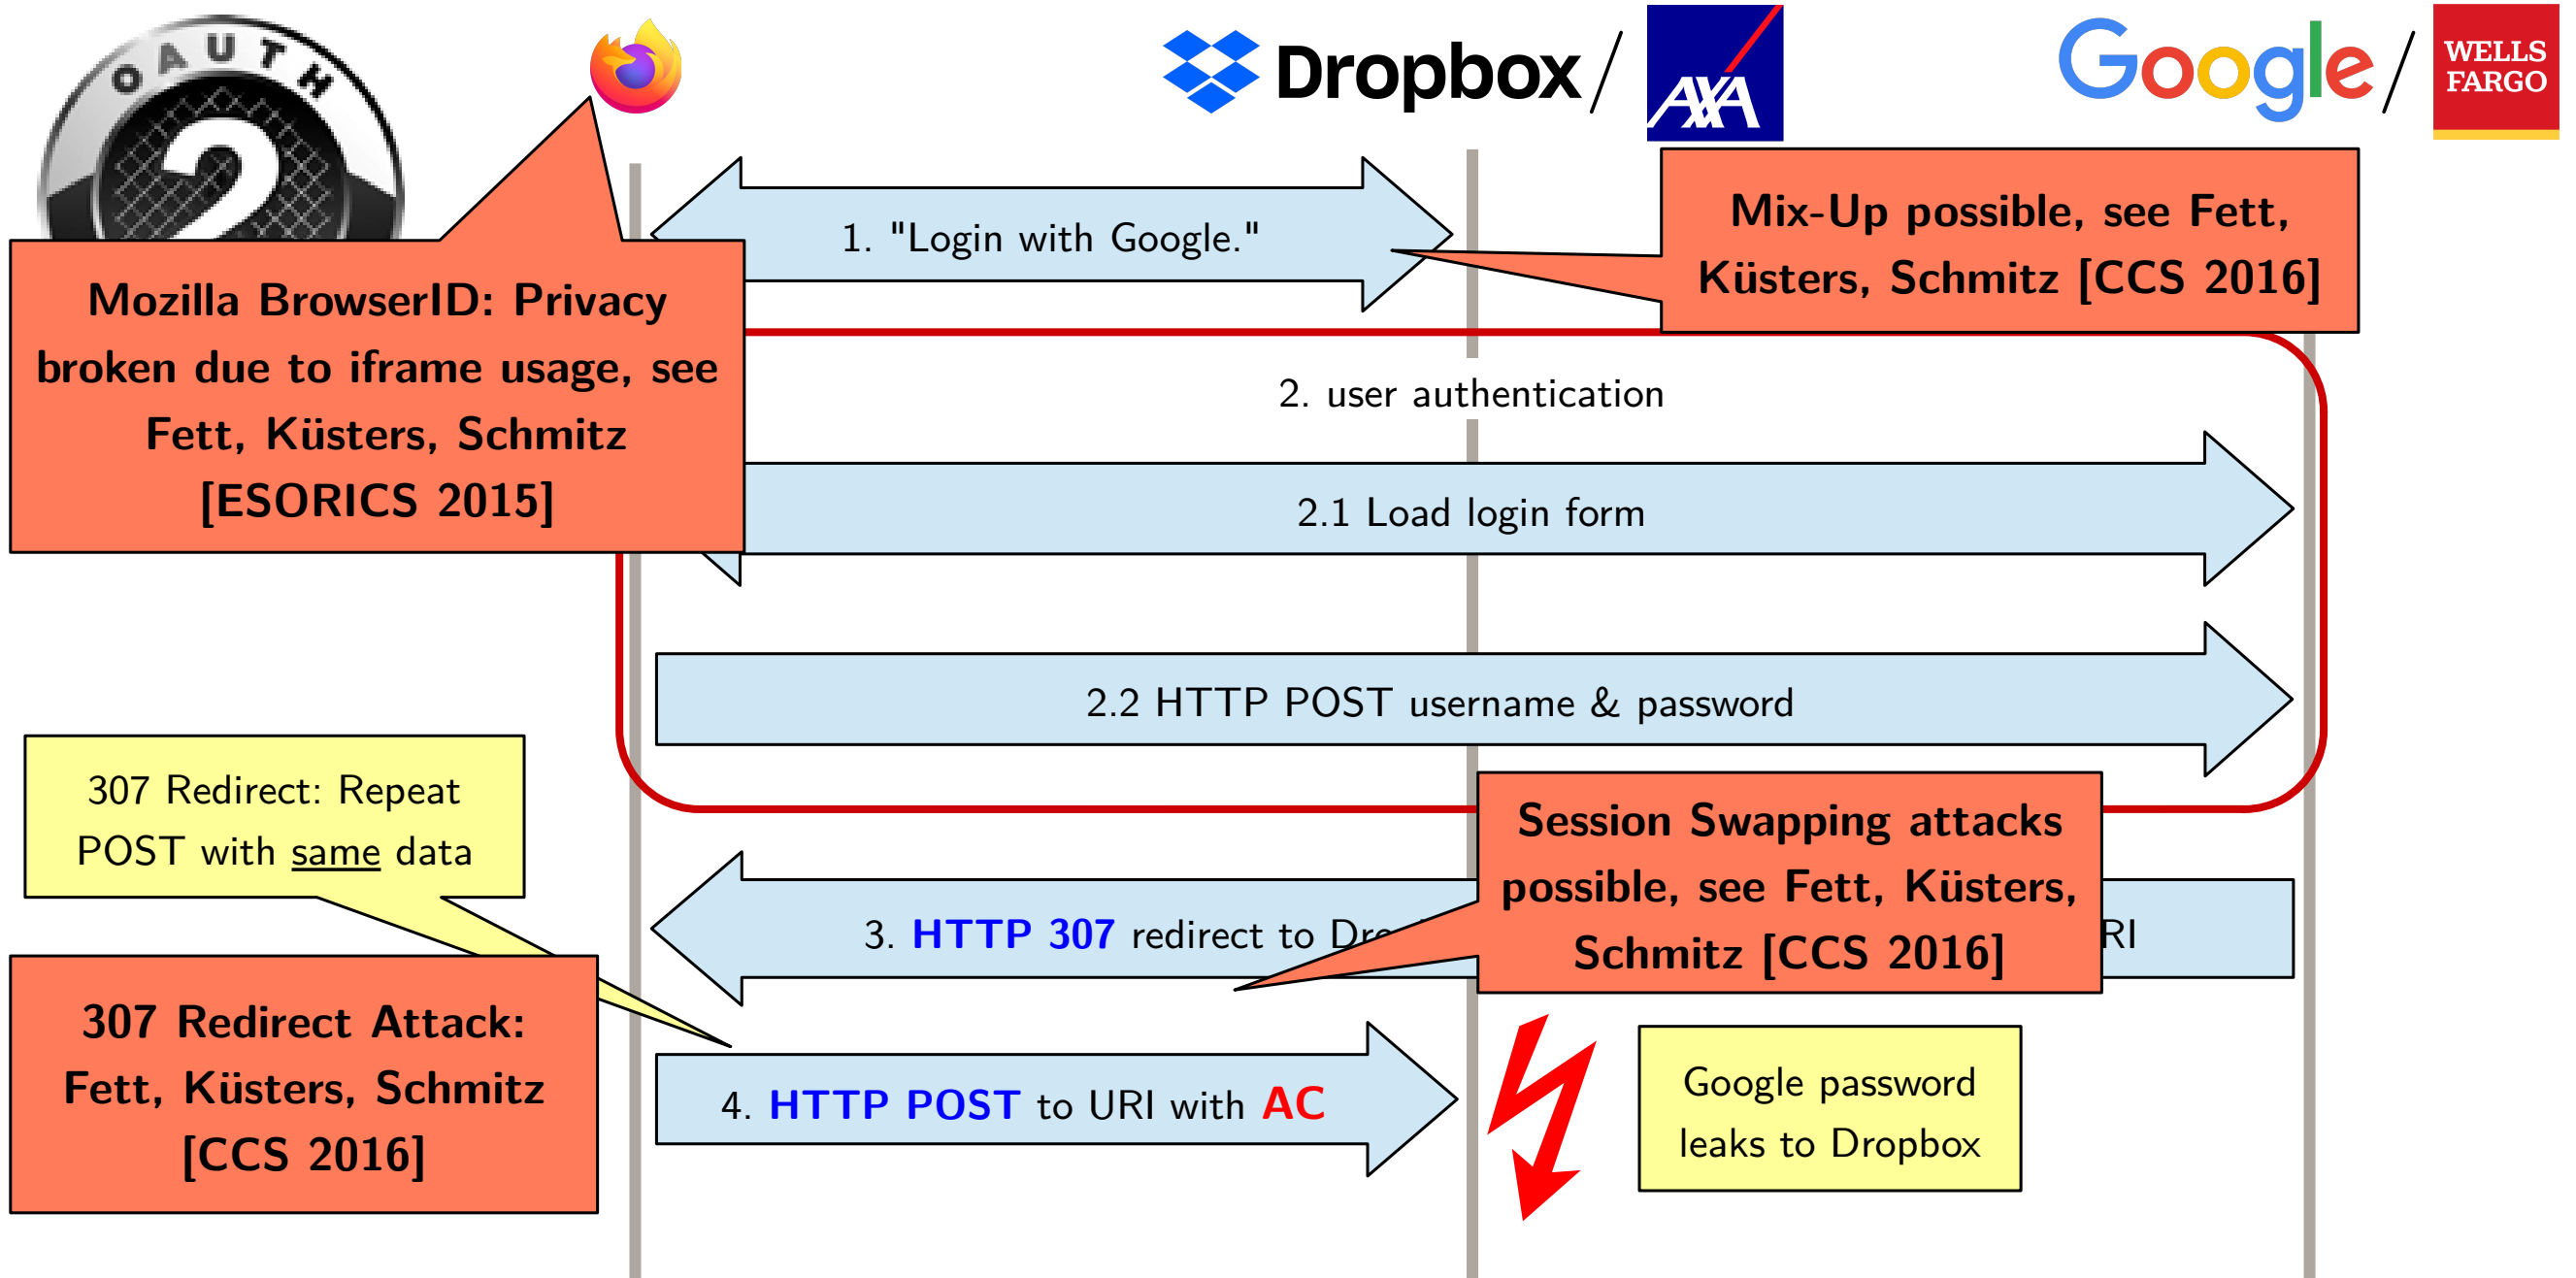 OAUTH
2
Dropbox
AXA
Google
WELLS
FARGO
1. "Login with Google."
Mix-Up possible, see Fett,
Küsters, Schmitz [CCS 2016]
Mozilla BrowserID: Privacy
broken due to iframe usage, see
Fett, Küsters, Schmitz
[ESORICS 2015]
2. user authentication
2.1 Load login form
2.2 HTTP POST username & password
307 Redirect: Repeat
POST with same data
Session Swapping attacks
possible, see Fett, Küsters,
Schmitz [CCS 2016]
3. HTTP 307 redirect to
307 Redirect Attack:
Fett, Küsters, Schmitz
[CCS 2016]
4. HTTP POST to URI with AC
Google password
leaks to Dropbox